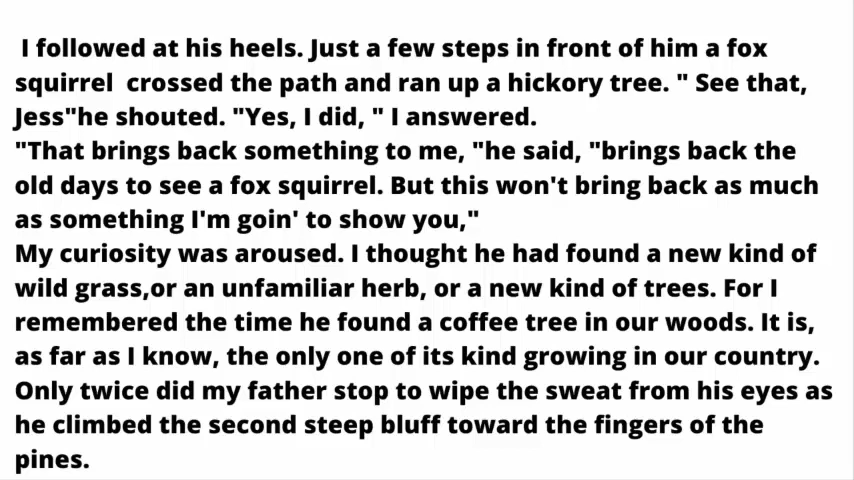 I followed at his heels. Just a few steps in front of him a fox
squirrel  crossed the path and ran up a hickory tree. " See that,
Jess"he shouted. "Yes, I did, " I answered.
"That brings back something to me, "he said, "brings back the
old days to see a fox squirrel. But this won't bring back as much
as something I'm goin' to show you,"
My curiosity was aroused. I thought he had found a new kind of
wild grass,or an unfamiliar herb, or a new kind of trees. For I
remembered the time he found a coffee tree in our woods. It is,
as far as I know, the only one of its kind growing in our country.
Only twice did my father stop to wipe the sweat from his eyes as
he climbed the second steep bluff toward the fingers of the
pines.